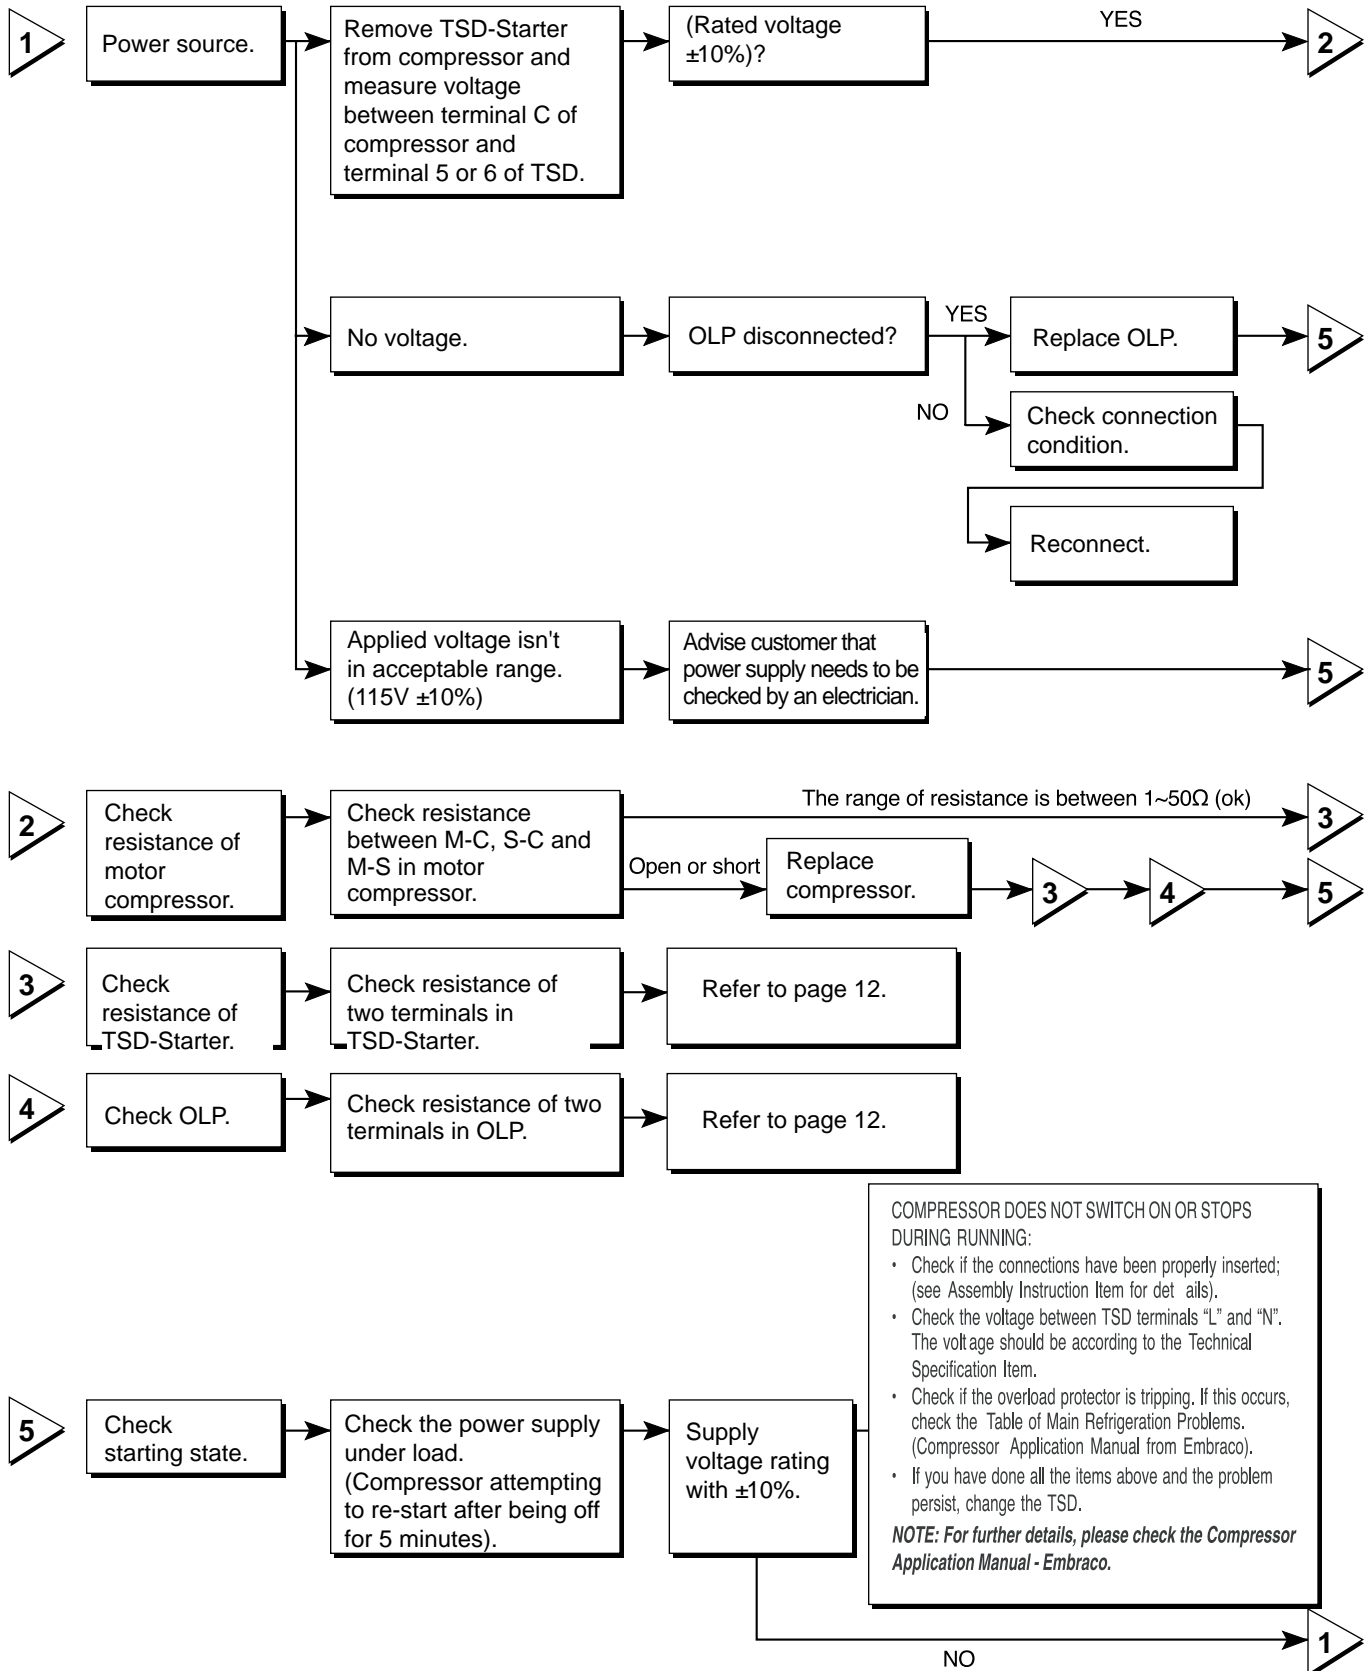 1
Power source.
Remove TSD-Starter
from compressor and
measure voltage
between terminal C of
compressor and
terminal 5 or 6 of TSD.
(Rated voltage
±10%)?
YES
2
No voltage.
OLP disconnected?
YES
Replace OLP.
5
NO
Check connection
condition.
Reconnect.
Applied voltage isn't
in acceptable range.
(115V ±10%)
Advise customer that
power supply needs to be
checked by an electrician.
5
2
Check
resistance of
motor
compressor.
Check resistance
between M-C, S-C and
M-S in motor
compressor.
The range of resistance is between 1~50Ω (ok)
3
Open or short
Replace
compressor.
3
4
5
3
Check
resistance of
TSD-Starter.
Check resistance of
two terminals in
TSD-Starter.
Refer to page 12.
4
Check OLP.
Check resistance of two
terminals in OLP.
Refer to page 12.
5
Check
starting state.
Check the power supply
under load.
(Compressor attempting
to re-start after being off
for 5 minutes).
Supply
voltage rating
with ±10%.
COMPRESSOR DOES NOT SWITCH ON OR STOPS
DURING RUNNING:
• Check if the connections have been properly inserted;
(see Assembly Instruction Item for det ails).
• Check the voltage between TSD terminals “L” and “N”.
The volt age should be according to the Technical
Specification Item.
• Check if the overload protector is tripping. If this occurs,
check the Table of Main Refrigeration Problems.
(Compressor Application Manual from Embraco).
• If you have done all the items above and the problem
persist, change the TSD.
NOTE: For further details, please check the Compressor
Application Manual - Embraco.
NO
1